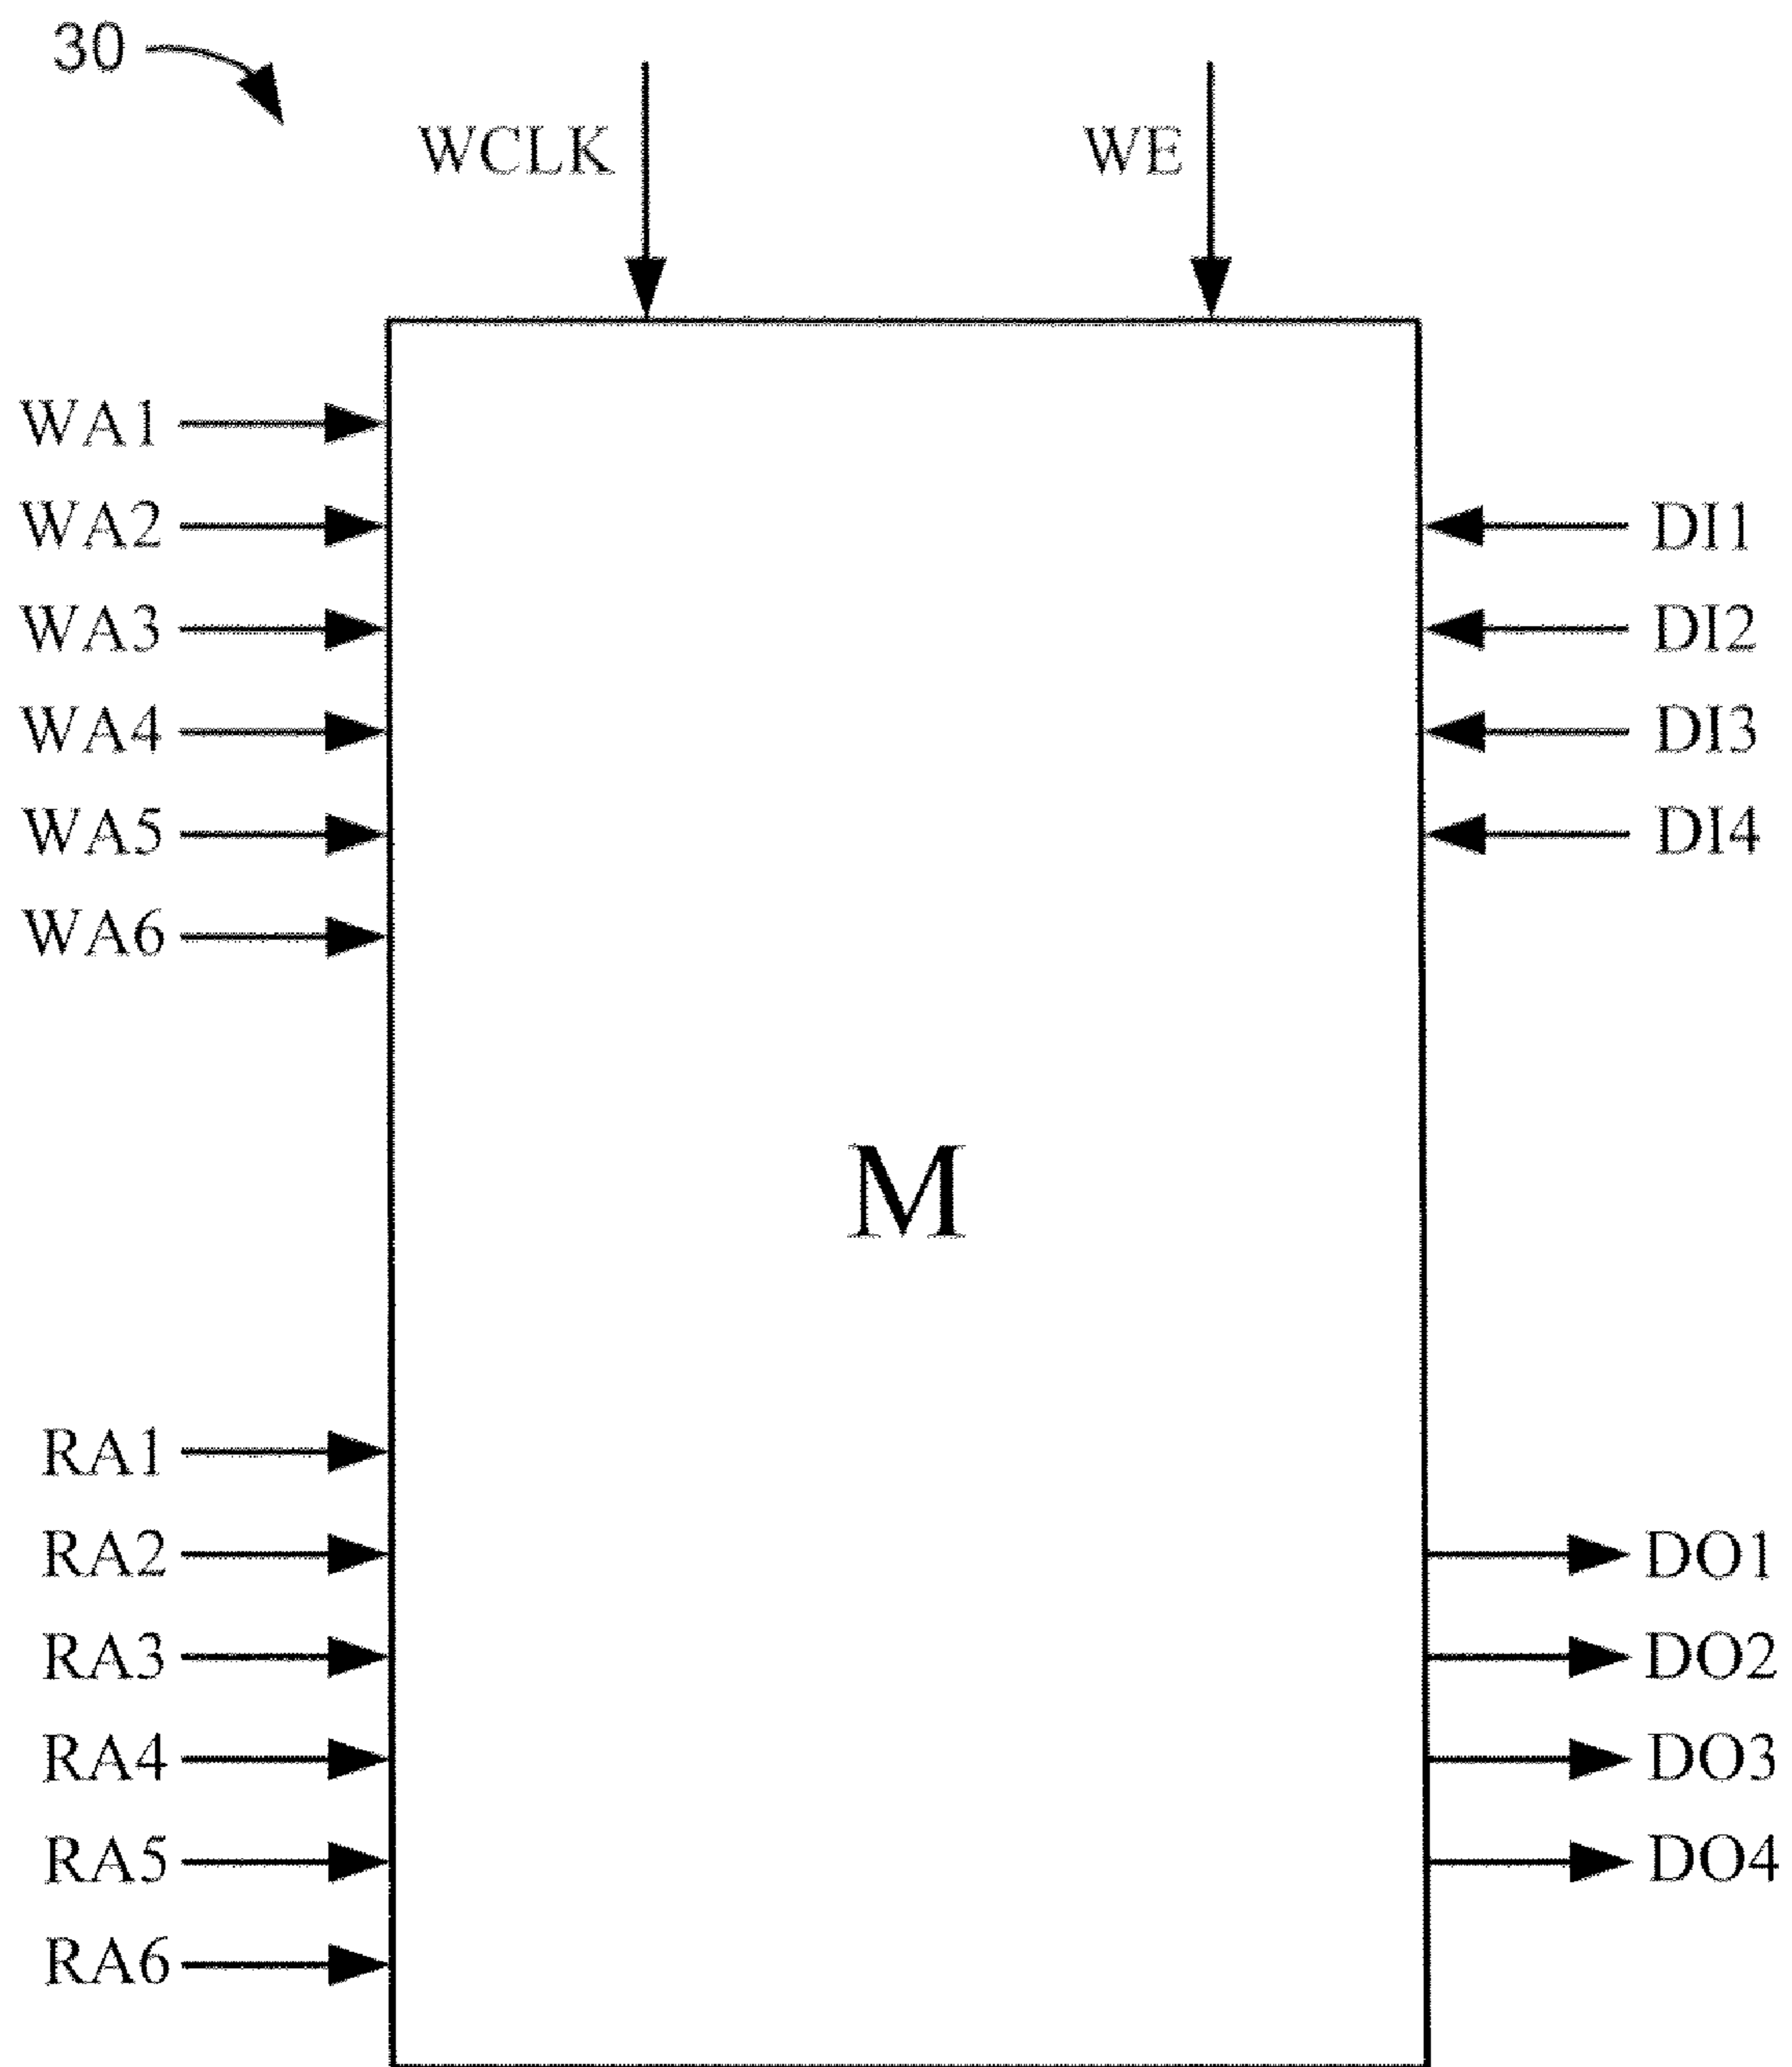 30
WCLK
WE
WA1
WA2
WA3
WA4
WA5
WA6
DI1
DI2
DI3
DI4
M
RA1
RA2
RA3
RA4
RA5
RA6
DO1
DO2
DO3
DO4